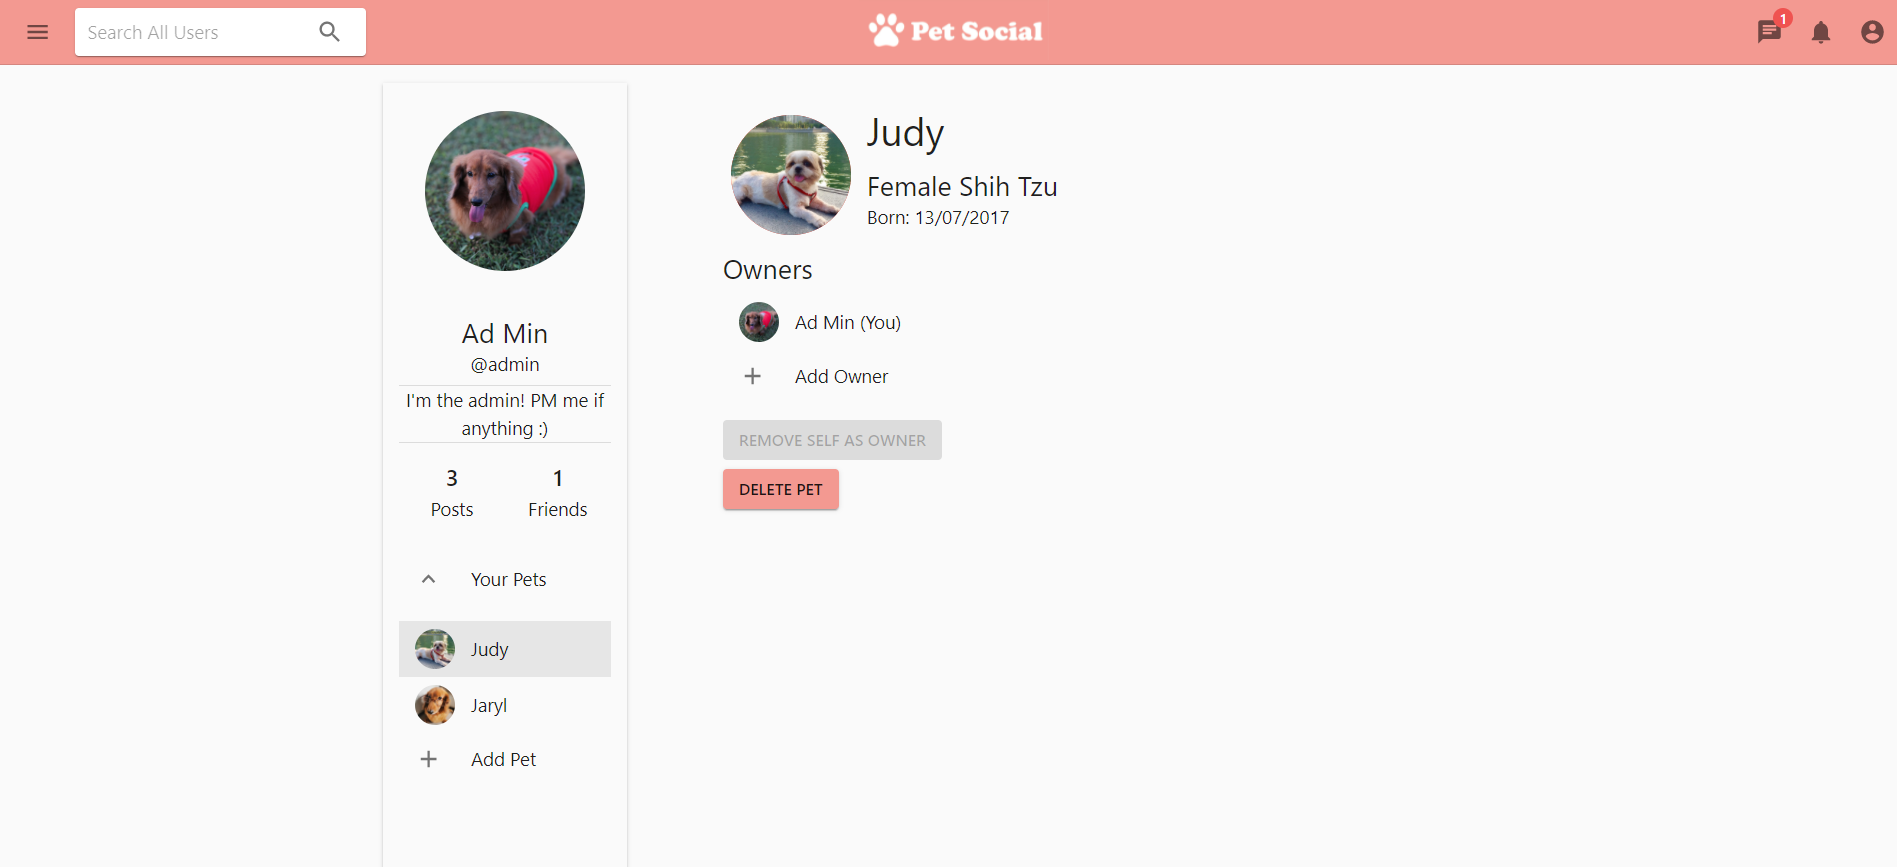 Search All Users
Pet Social
1
Ad Min
@admin
I'm the admin! PM me if
anything :)
3 1
Posts Friends
Your Pets
Judy
Jaryl
Add Pet
Judy
Female Shih Tzu
Born: 13/07/2017
Owners
Ad Min (You)
Add Owner
REMOVE SELF AS OWNER
DELETE PET